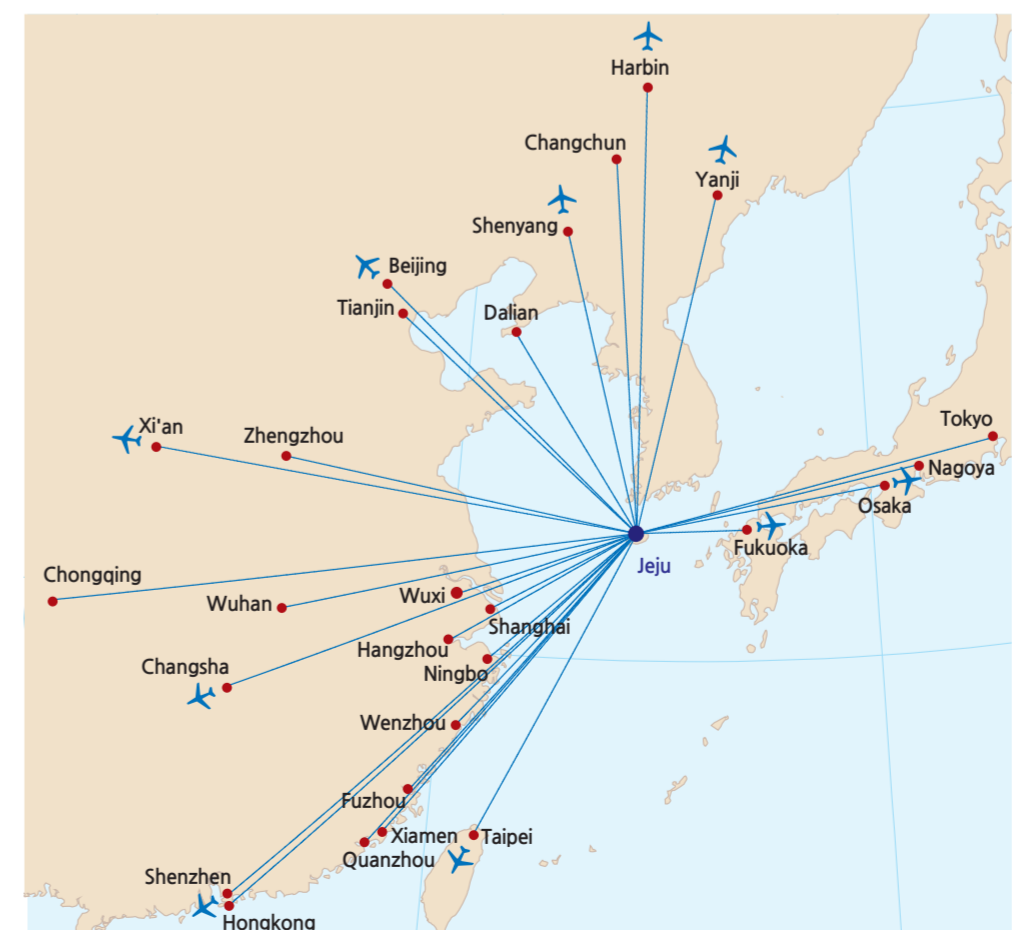 Harbin
Changchun
Yanji
Shenyang
Beijing
Tianjin
Dalian
Xi'an
Zhengzhou
Tokyo
Nagoya
Osaka
Fukuoka
Jeju
Chongqing
Wuhan
Wuxi
Shanghai
Hangzhou
Ningbo
Changsha
Wenzhou
Fuzhou
Xiamen
Taipei
Quanzhou
Shenzhen
Hongkong